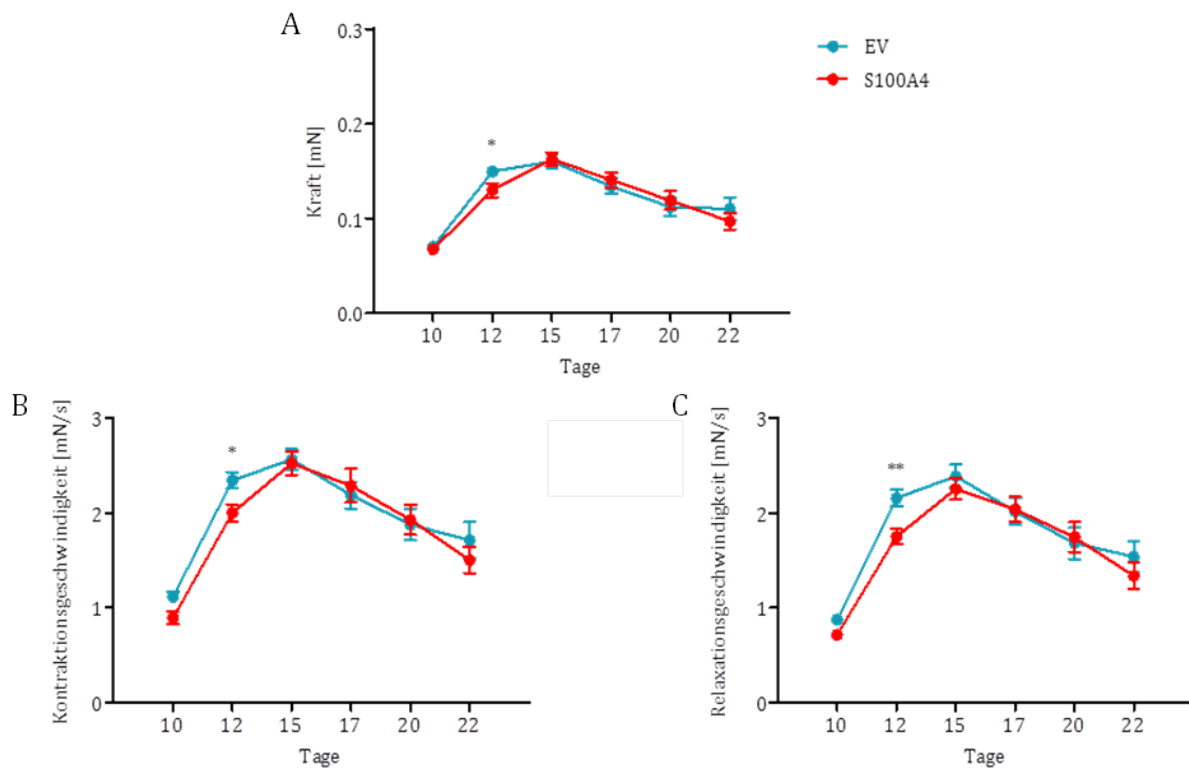 A
EV
S100A4
Kraft [mN]
0.3
0.2
0.1
0.0
*
10 12 15 17 20 22
Tage
B
Kontraktionsgeschwindigkeit [mN/s]
3
2
1
0
*
10 12 15 17 20 22
Tage
C
Relaxationsgeschwindigkeit [mN/s]
3
2
1
0
**
10 12 15 17 20 22
Tage